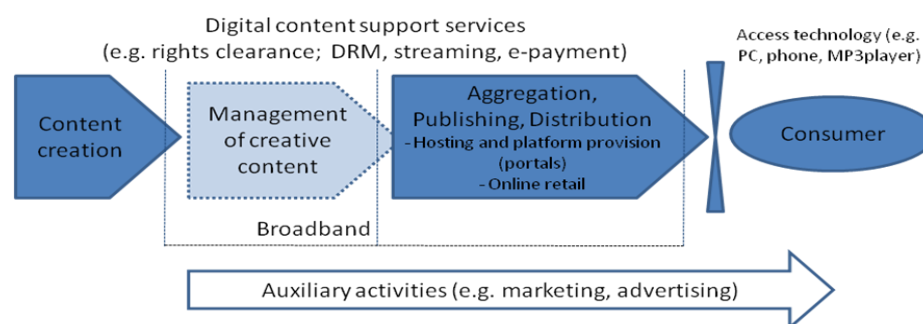 Digital content support services
(e.g. rights clearance; DRM, streaming, e-payment)
Access technology (e.g.
PC, phone, MP3player)
Content
creation
Management
of creative
content
Aggregation,
Publishing, Distribution
- Hosting and platform provision
(portals)
- Online retail
Consumer
Broadband
Auxiliary activities (e.g. marketing, advertising)